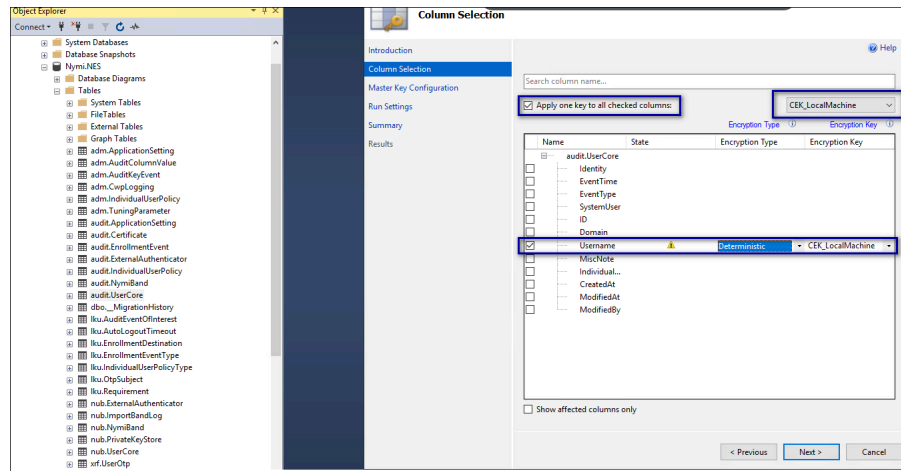 Object Explorer
Connect
System Databases
Database Snapshots
Nymi.NES
Database Diagrams
Tables
System Tables
FileTables
External Tables
Graph Tables
adm.ApplicationSetting
adm.AuditColumnValue
adm.AuditKeyEvent
adm.CwpLogging
adm.IndividualUserPolicy
adm.TuningParameter
audit.ApplicationSetting
audit.Certificate
audit.EnrollmentEvent
audit.ExternalAuthenticator
audit.IndividualUserPolicy
audit.NymiBand
audit.UserCore
dbo.__MigrationHistory
lku.AuditEventOfInterest
lku.AutoLogoutTimeout
lku.EnrollmentDestination
lku.EnrollmentEventType
lku.IndividualUserPolicyType
lku.OtpSubject
lku.Requirement
nub.ExternalAuthenticator
nub.ImportBandLog
nub.NymiBand
nub.PrivateKeyStore
nub.UserCore
xrf.UserOtp
Column Selection
Introduction
Column Selection
Master Key Configuration
Run Settings
Summary
Results
Help
Search column name...
Apply one key to all checked columns: CEK_LocalMachine
Encryption Type Encryption Key
Name State Encryption Type Encryption Key
audit.UserCore
Identity
EventTime
EventType
SystemUser
ID
Domain
Username Deterministic CEK_LocalMachine
MiscNote
Individual...
CreatedAt
ModifiedAt
ModifiedBy
Show affected columns only
< Previous Next > Cancel